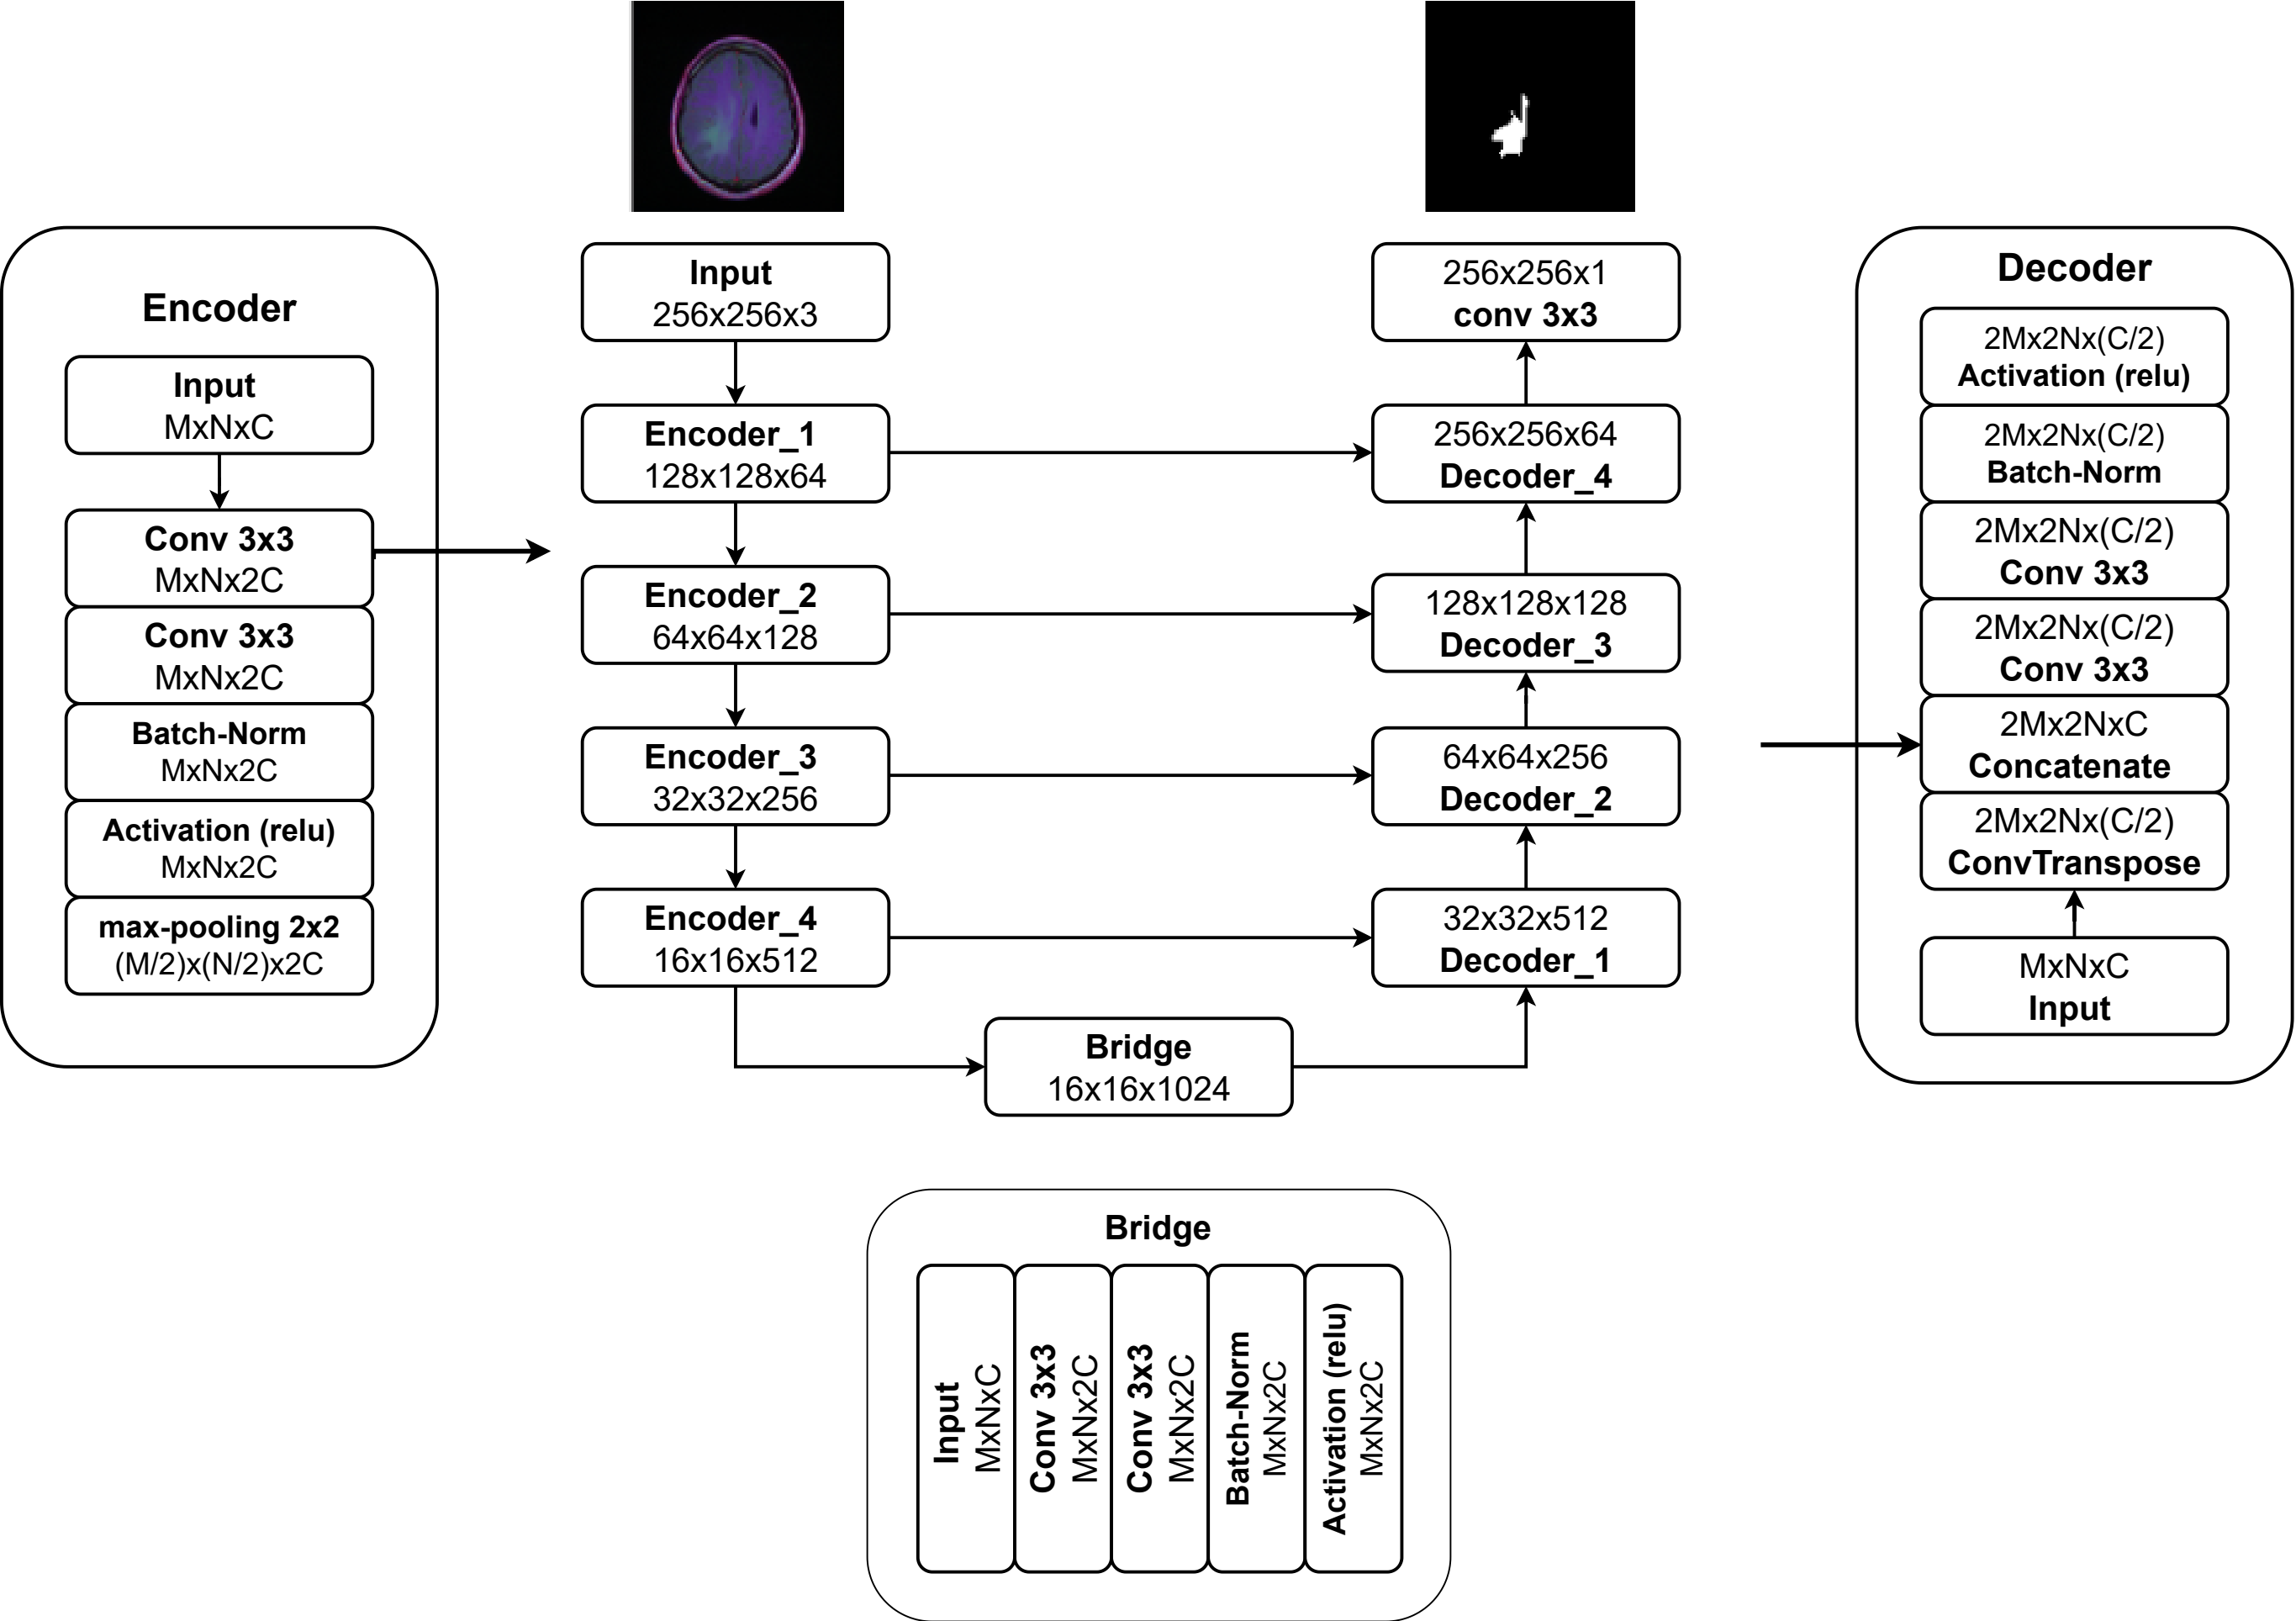 Encoder
Input
MxNxC
Conv 3x3
MxNx2C
Conv 3x3
MxNx2C
Batch-Norm
MxNx2C
Activation (relu)
MxNx2C
max-pooling 2x2
(M/2)x(N/2)x2C
Input
256x256x3
Encoder_1
128x128x64
Encoder_2
64x64x128
Encoder_3
32x32x256
Encoder_4
16x16x512
Bridge
16x16x1024
256x256x1
conv 3x3
256x256x64
Decoder_4
128x128x128
Decoder_3
64x64x256
Decoder_2
32x32x512
Decoder_1
Decoder
2Mx2Nx(C/2)
Activation (relu)
2Mx2Nx(C/2)
Batch-Norm
2Mx2Nx(C/2)
Conv 3x3
2Mx2Nx(C/2)
Conv 3x3
2Mx2NxC
Concatenate
2Mx2Nx(C/2)
ConvTranspose
MxNxC
Input
Bridge
Input
MxNxC
Conv 3x3
MxNx2C
Conv 3x3
MxNx2C
Batch-Norm
MxNx2C
Activation (relu)
MxNx2C